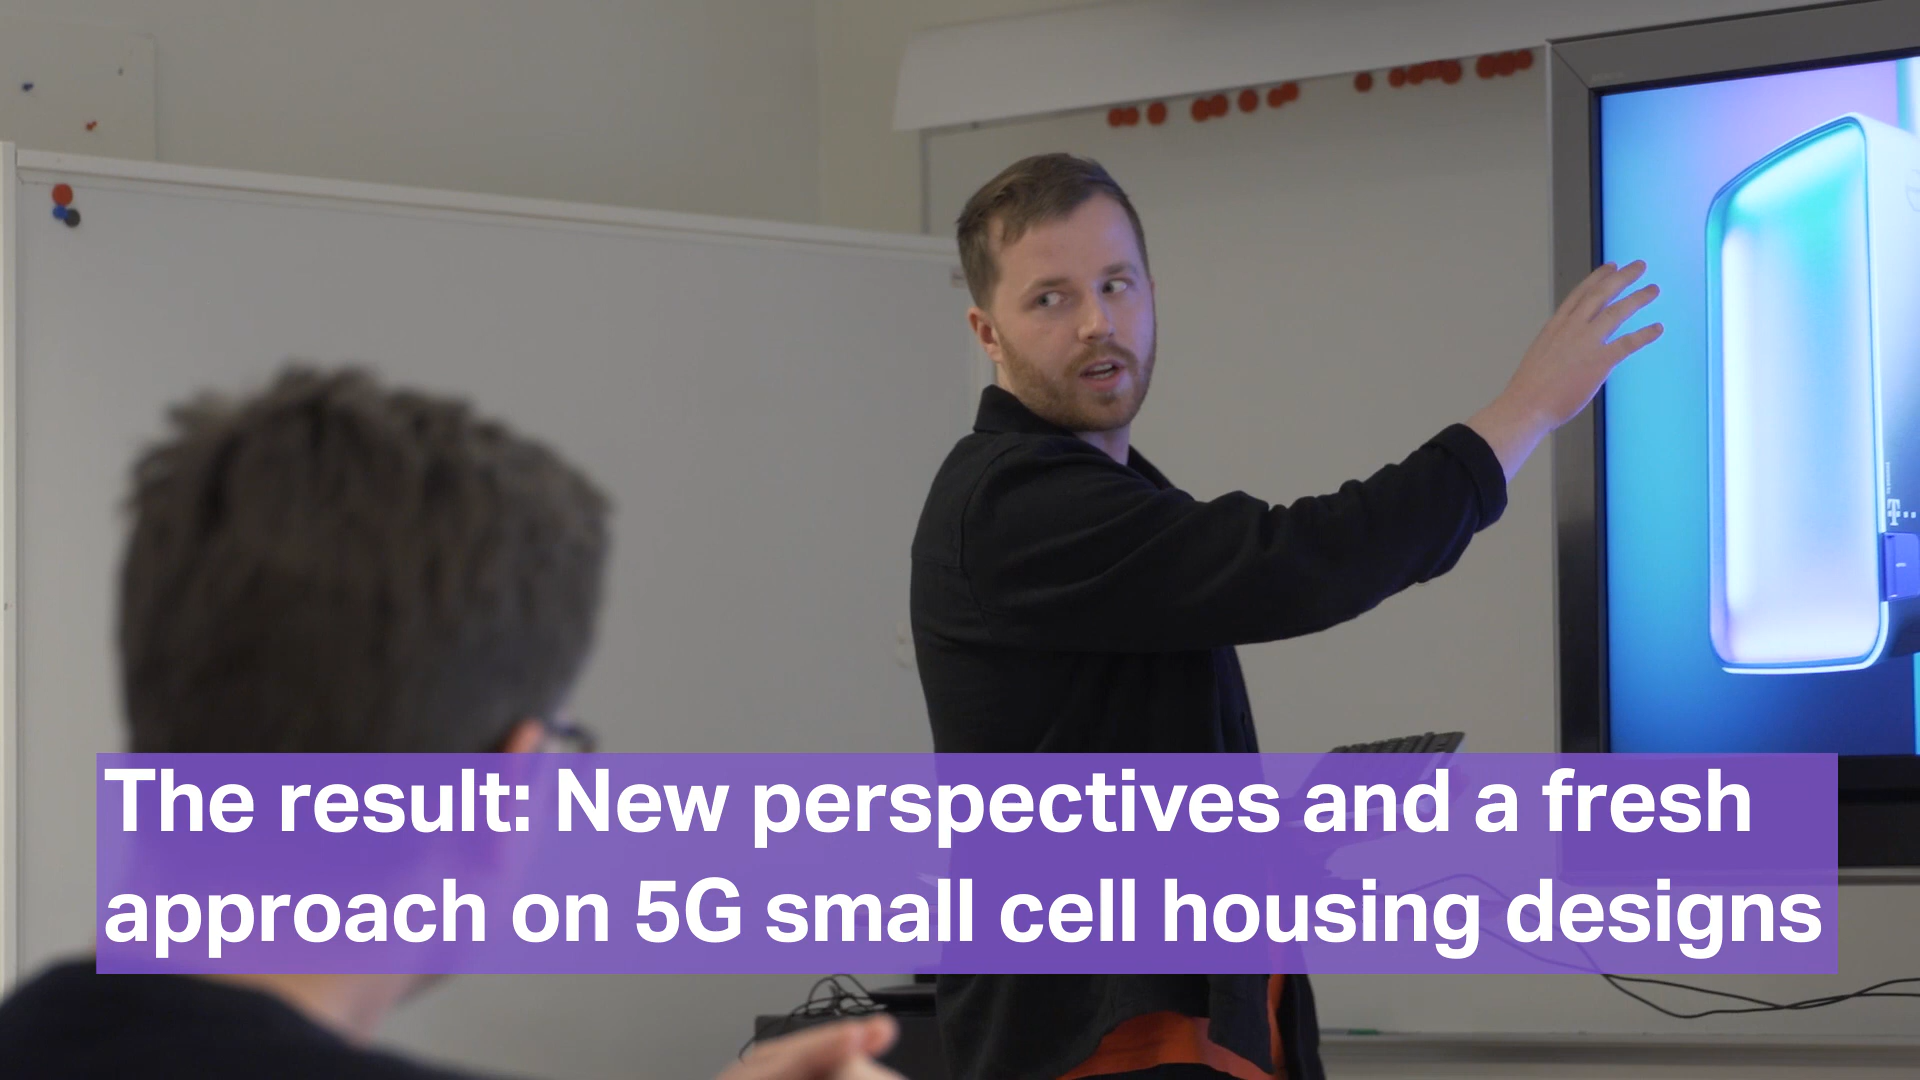 The result: New perspectives and a fresh
approach on 5G small cell housing designs